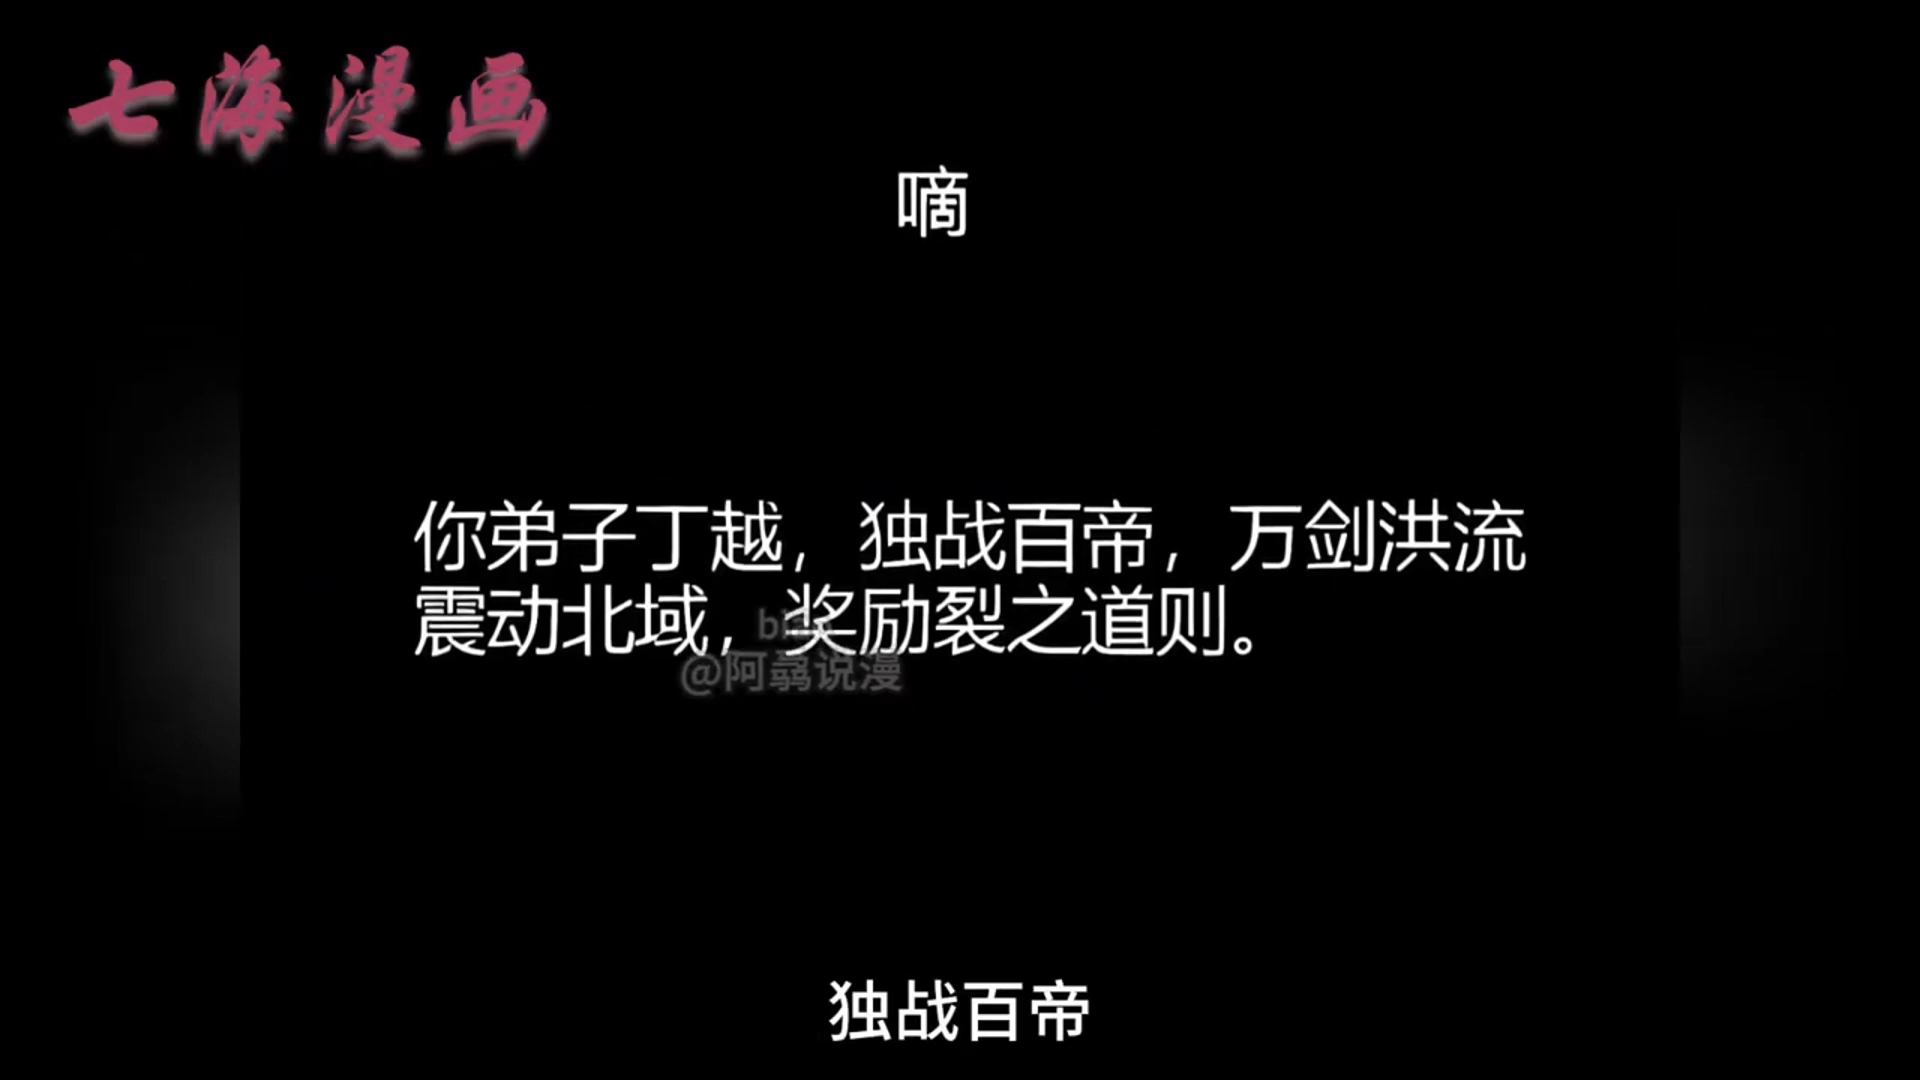 七海漫画
嘀
你弟子丁越，独战百帝，万剑洪流
震动北域，奖励裂之道则。
@阿骉说漫
独战百帝